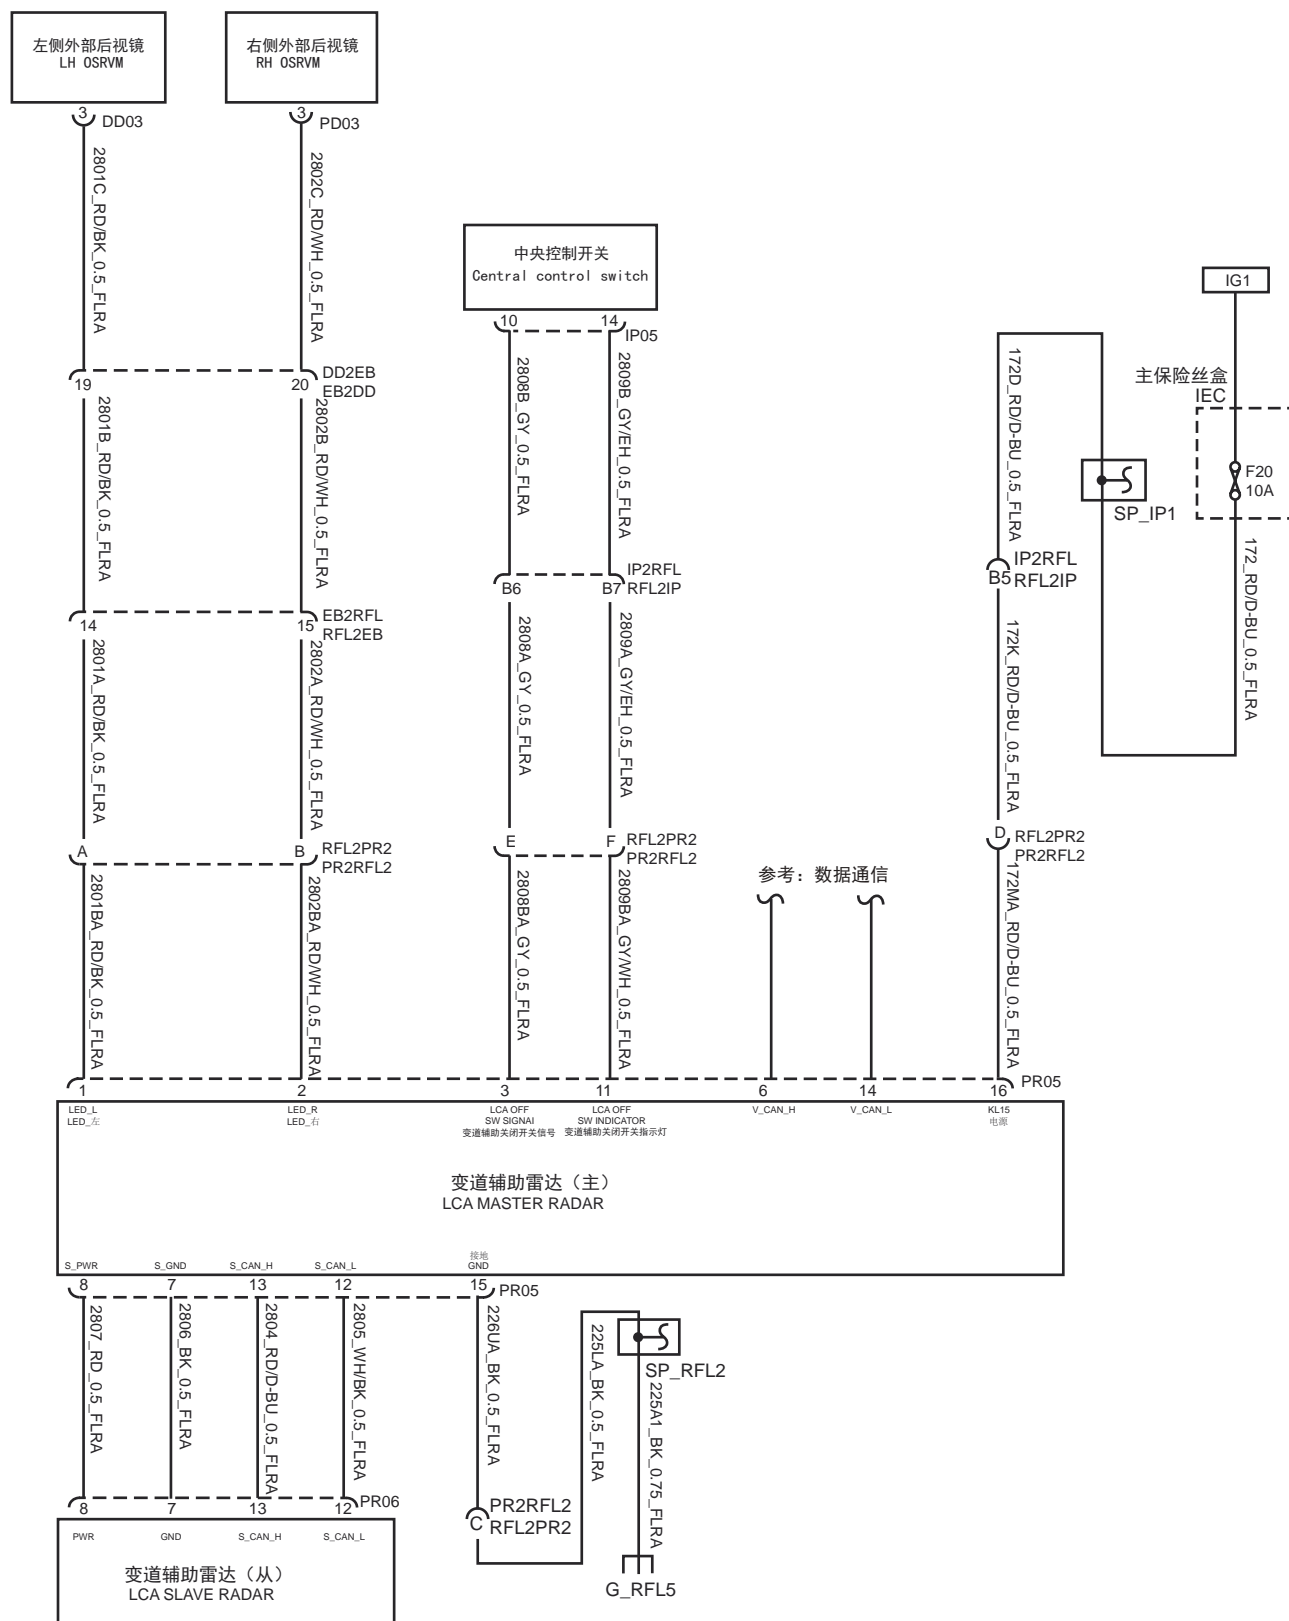 左侧外部后视镜
LH OSRVM
右侧外部后视镜
RH OSRVM
3
DD03
3
PD03
2801C_RD/BK_0.5_FLRA
2802C_RD/WH_0.5_FLRA
中央控制开关
Central control switch
10
14
IP05
IG1
主保险丝盒
IEC
F20
10A
172D_RD/D-BU_0.5_FLRA
SP_IP1
172_RD/D-BU_0.5_FLRA
19
20
DD2EB
EB2DD
2808B_GY_0.5_FLRA
2809B_GY/EH_0.5_FLRA
2801B_RD/BK_0.5_FLRA
2802B_RD/WH_0.5_FLRA
B6
B7
IP2RFL
RFL2IP
B5
IP2RFL
RFL2IP
14
15
EB2RFL
RFL2EB
2801A_RD/BK_0.5_FLRA
2802A_RD/WH_0.5_FLRA
2808A_GY_0.5_FLRA
2809A_GY/EH_0.5_FLRA
172K_RD/D-BU_0.5_FLRA
A
B
RFL2PR2
PR2RFL2
E
F
RFL2PR2
PR2RFL2
D
RFL2PR2
PR2RFL2
参考：数据通信
2801BA_RD/BK_0.5_FLRA
2802BA_RD/WH_0.5_FLRA
2808BA_GY_0.5_FLRA
2809BA_GY/WH_0.5_FLRA
172MA_RD/D-BU_0.5_FLRA
1
2
3
11
6
14
16
PR05
LED_L
LED_左
LED_R
LED_右
LCA OFF
SW SIGNAI
变道辅助关闭开关信号
LCA OFF
SW INDICATOR
变道辅助关闭开关指示灯
V_CAN_H
V_CAN_L
KL15
电源
变道辅助雷达（主）
LCA MASTER RADAR
S_PWR
S_GND
S_CAN_H
S_CAN_L
接地
GND
8
7
13
12
15
PR05
2807_RD_0.5_FLRA
2806_BK_0.5_FLRA
2804_RD/D-BU_0.5_FLRA
2805_WH/BK_0.5_FLRA
226UA_BK_0.5_FLRA
225LA_BK_0.5_FLRA
SP_RFL2
225A1_BK_0.75_FLRA
8
7
13
12
PR06
C
PR2RFL2
RFL2PR2
PWR
GND
S_CAN_H
S_CAN_L
变道辅助雷达（从）
LCA SLAVE RADAR
G_RFL5